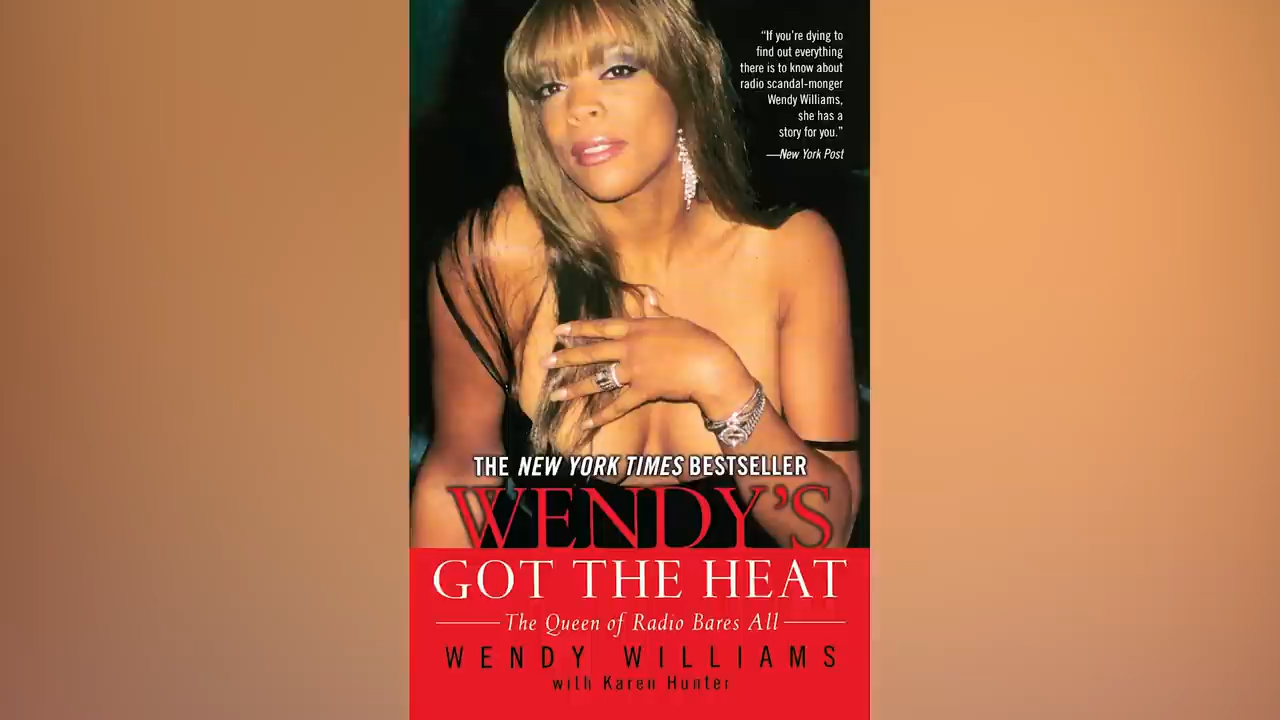 “If you're dying to
find out everything
there is to know about
radio scandal-monger
Wendy Williams,
she has a
story for you.”
—New York Post
THE NEW YORK TIMES BESTSELLER
WENDY'S
GOT THE HEAT
The Queen of Radio Bares All
WENDY WILLIAMS
with Karen Hunter